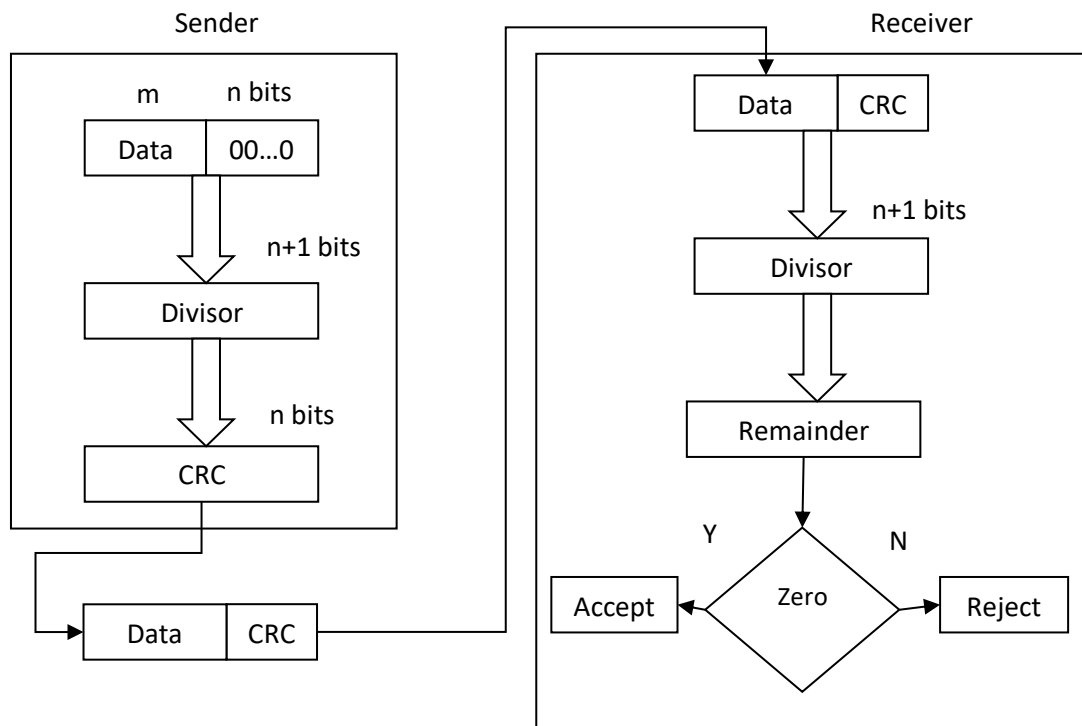 Sender
m
n bits
Data
00...0
n+1 bits
Divisor
n bits
CRC
Data
CRC
Receiver
Data
CRC
n+1 bits
Divisor
Remainder
Y
N
Zero
Accept
Reject